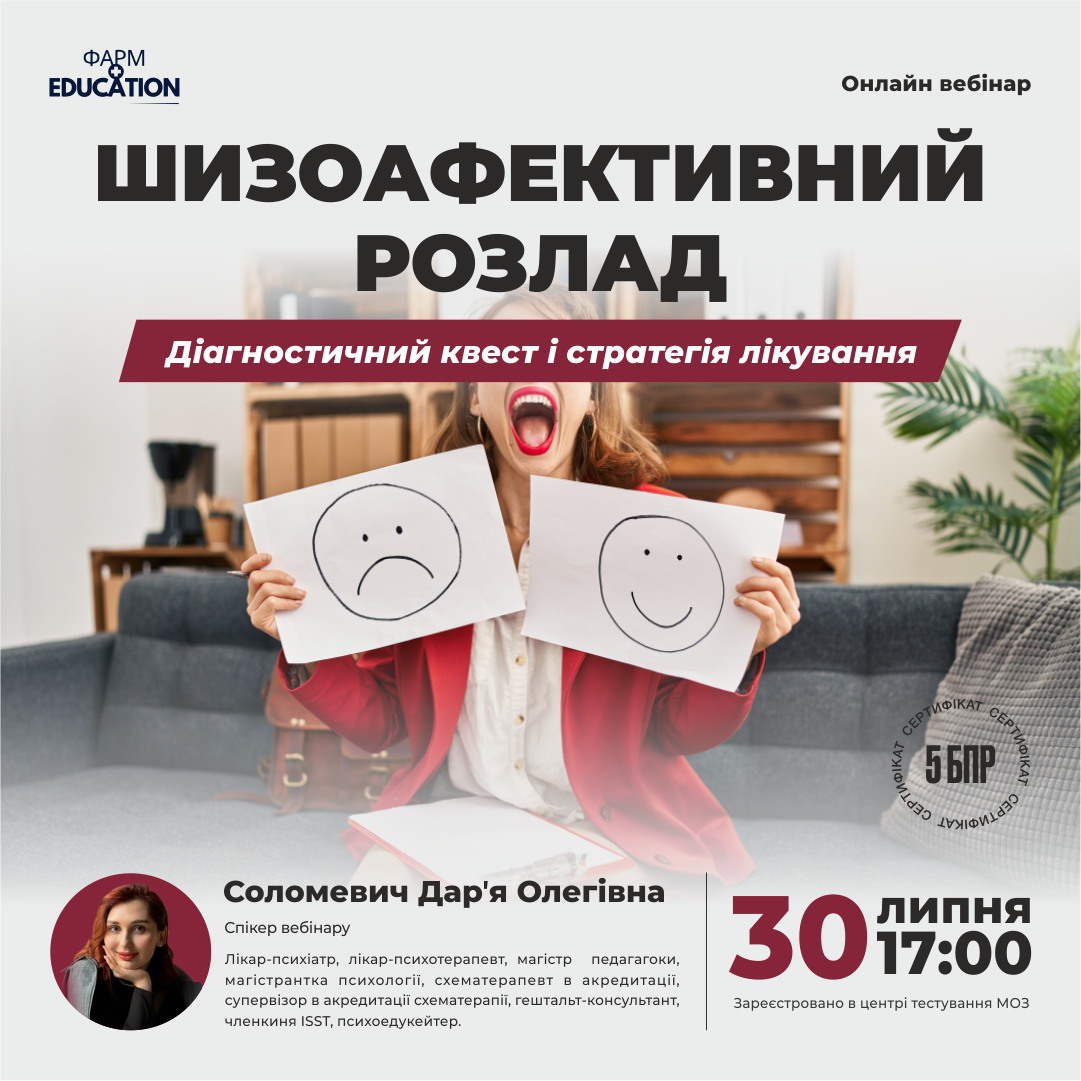 ФАРМ
EDUCATION
Онлайн вебінар
ШИЗОАФЕКТИВНИЙ
РОЗЛАД
Діагностичний квест і стратегія лікування
СЕРТИФІКАТ СЕРТИФІКАТ СЕРТИФІКАТ СЕРТИФІКАТ
5 БПР
Соломевич Дар'я Олегівна
Спікер вебінару
Лікар-психіатр, лікар-психотерапевт, магістр педагагоки,
магістрантка психології, схематерапевт в акредитації,
супервізор в акредитації схематерапії, гештальт-консультант,
членкиня ISST, психоедукейтер.
30 липня
17:00
Зареєстровано в центрі тестування МОЗ